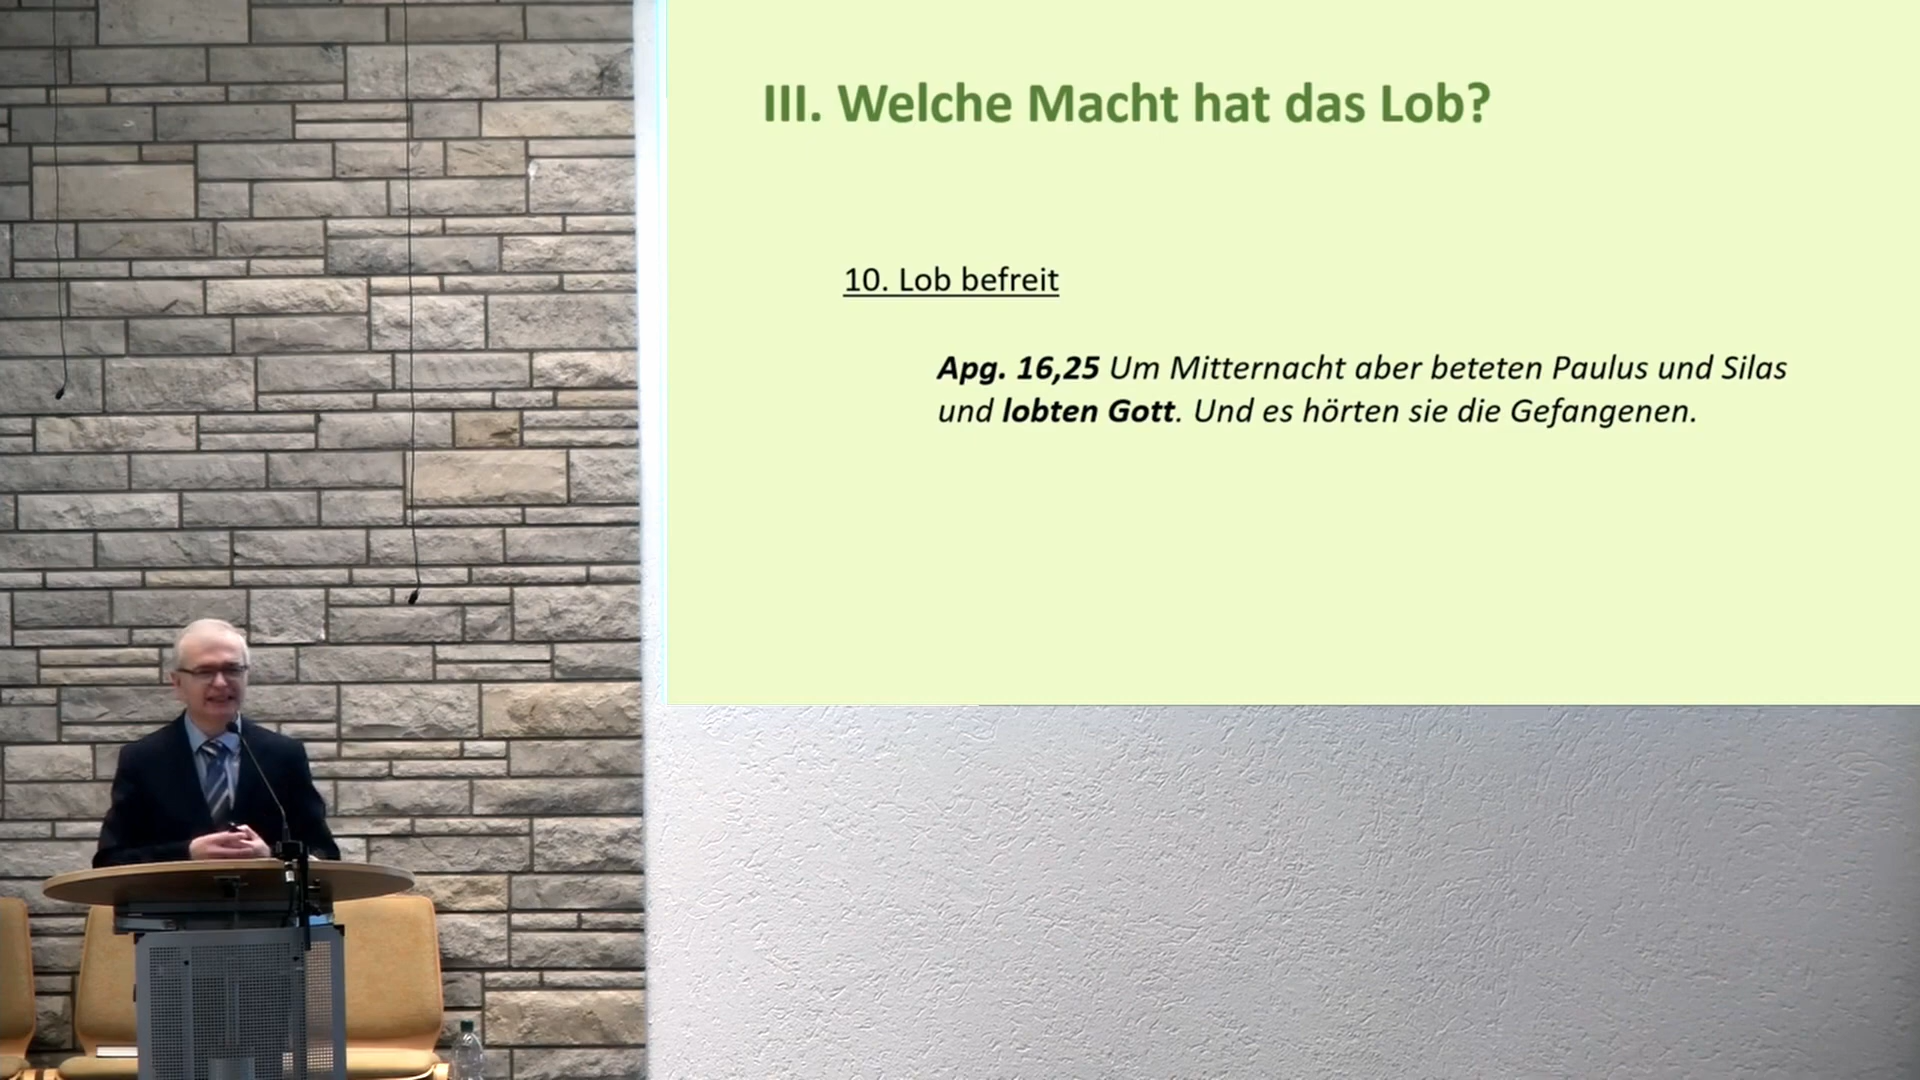 III. Welche Macht hat das Lob?
10. Lob befreit
Apg. 16,25 Um Mitternacht aber beteten Paulus und Silas
und lobten Gott. Und es hörten sie die Gefangenen.